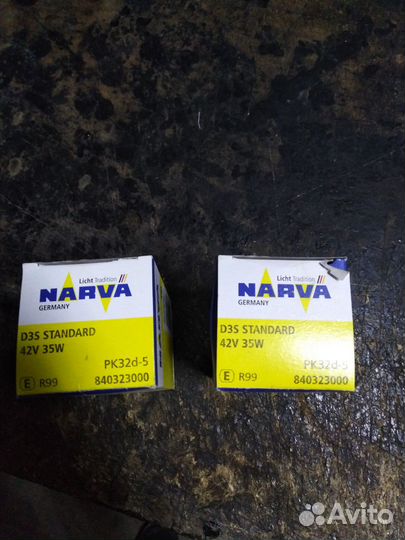 Licht Tradition
NARVA
GERMANY
D3S STANDARD
42V 35W
PK32d-5
E R99
840323000
Licht Tradition
NARVA
GERMANY
D3S STANDARD
42V 35W
PK32d-5
E R99
840323000
Avito